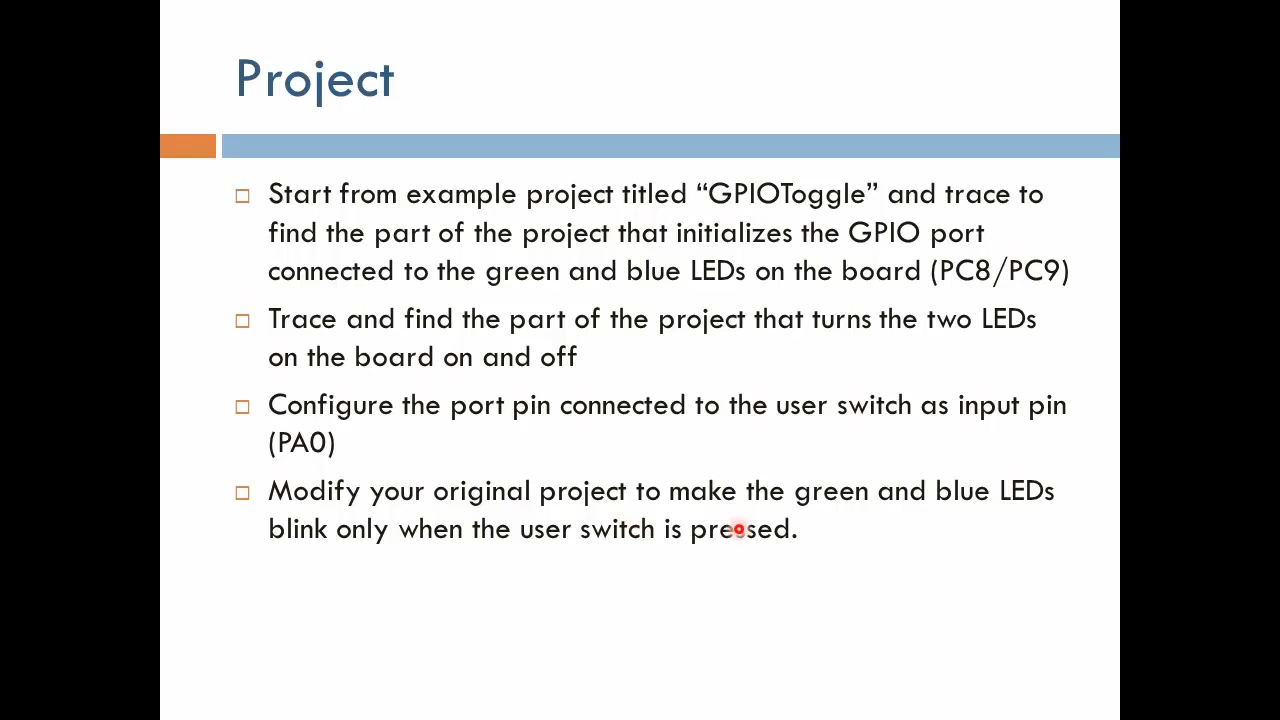 Project
Start from example project titled “GPIOToggle” and trace to
find the part of the project that initializes the GPIO port
connected to the green and blue LEDs on the board (PC8/PC9)
Trace and find the part of the project that turns the two LEDs
on the board on and off
Configure the port pin connected to the user switch as input pin
(PA0)
Modify your original project to make the green and blue LEDs
blink only when the user switch is pressed.